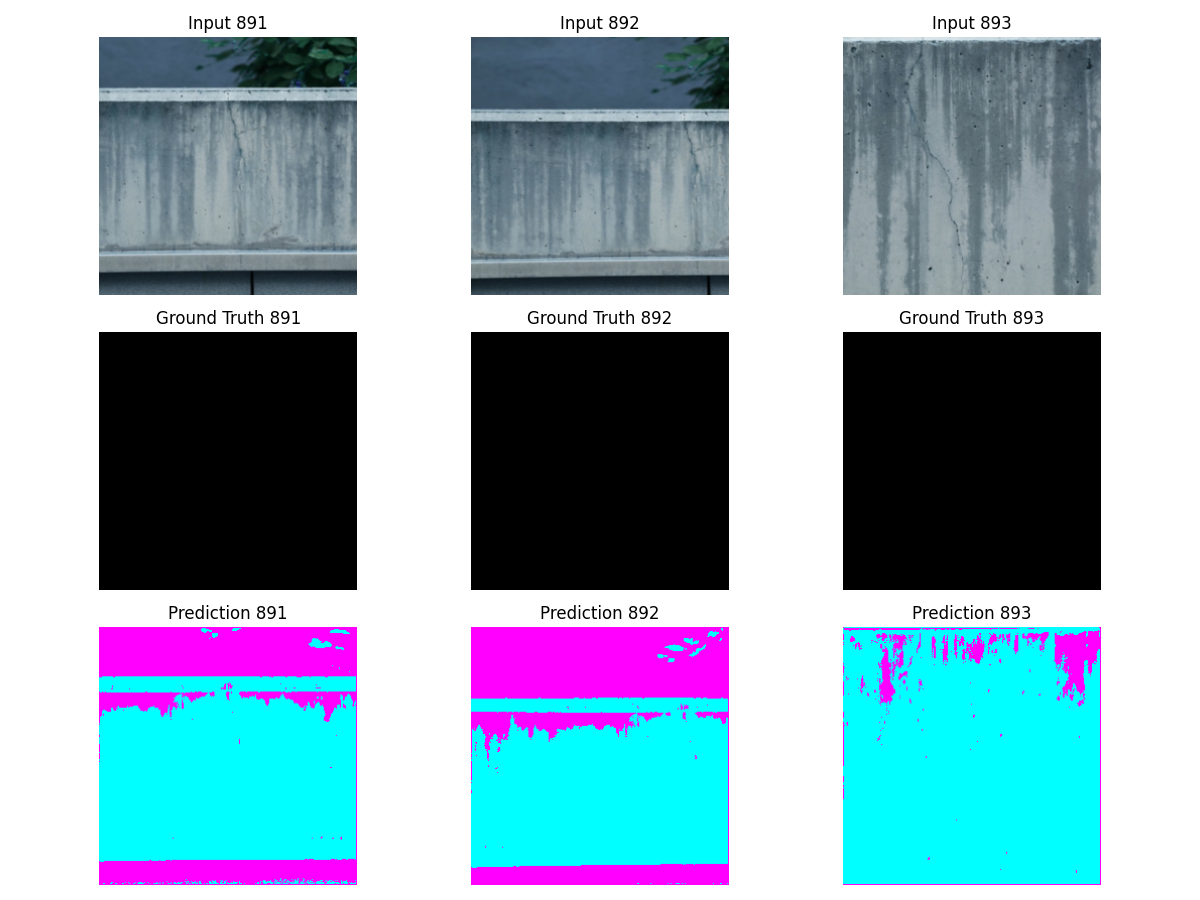 Input 891
Input 892
Input 893
Ground Truth 891
Ground Truth 892
Ground Truth 893
Prediction 891
Prediction 892
Prediction 893